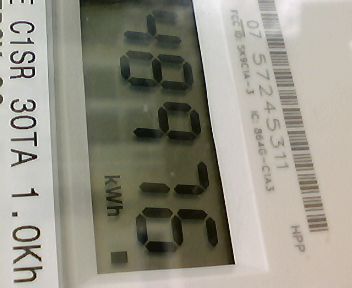 E C1SR 30TA 1.0Kh
48976
kWh
07 57245311
FCC ID: SK9C1A-3 IC: 864G-C1A3
HPP